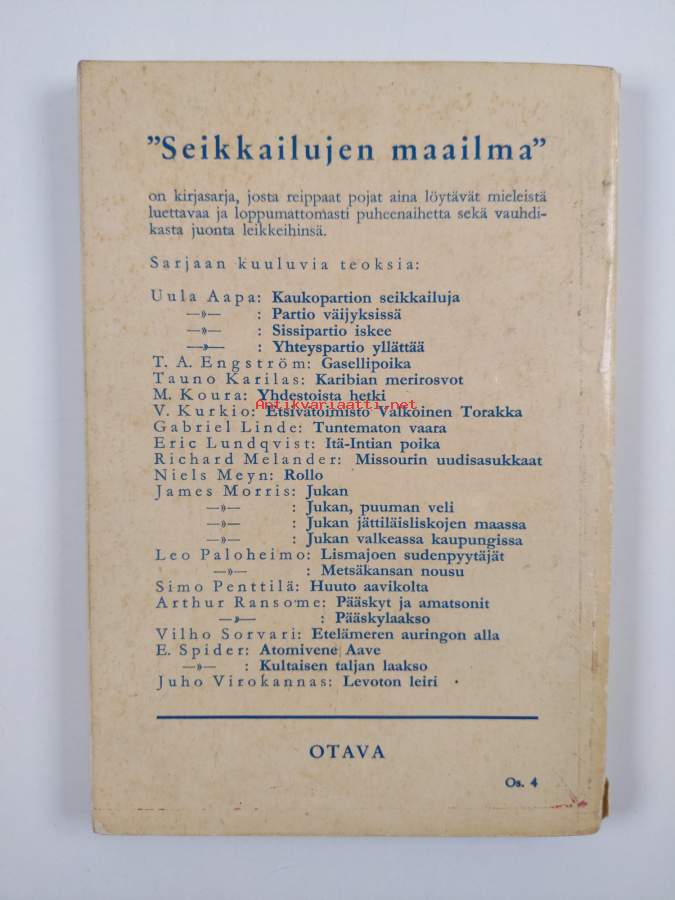 ”Seikkailujen maailma”
on kirjasarja, josta reippaat pojat aina löytävät mieleistä
luettavaa ja loppumattomasti puheenaihetta sekä vauhdi-
kasta juonta leikkeihinsä.
Sarjaan kuuluvia teoksia:
Uula Aapa: Kaukopartion seikkailuja
—»— : Partio väijyksissä
—»— : Sissipartio iskee
—»— : Yhteyspartio yllättää
T. A. Engström: Gasellipoika
Tauno Karilas: Karibian merirosvot
M. Koura: Yhdestoista hetki
Antikvariaatti.net
V. Kurkio: Etsivätoimisto Valkoinen Torakka
Gabriel Linde: Tuntematon vaara
Eric Lundqvist: Itä-Intian poika
Richard Melander: Missourin uudisasukkaat
Niels Meyn: Rollo
James Morris: Jukan
—»— : Jukan, puuman veli
—»— : Jukan jättiläisliskojen maassa
—»— : Jukan valkeassa kaupungissa
Leo Paloheimo: Lismajoen sudenpyytäjät
—»— : Metsäkansan nousu
Simo Penttilä: Huuto aavikolta
Arthur Ransome: Pääskyt ja amatsonit
—»— : Pääskylaakso
Vilho Sorvari: Etelämeren auringon alla
E. Spider: Atomivene Aave
—»— : Kultaisen taljan laakso
Juho Virokannas: Levoton leiri
OTAVA
Os. 4